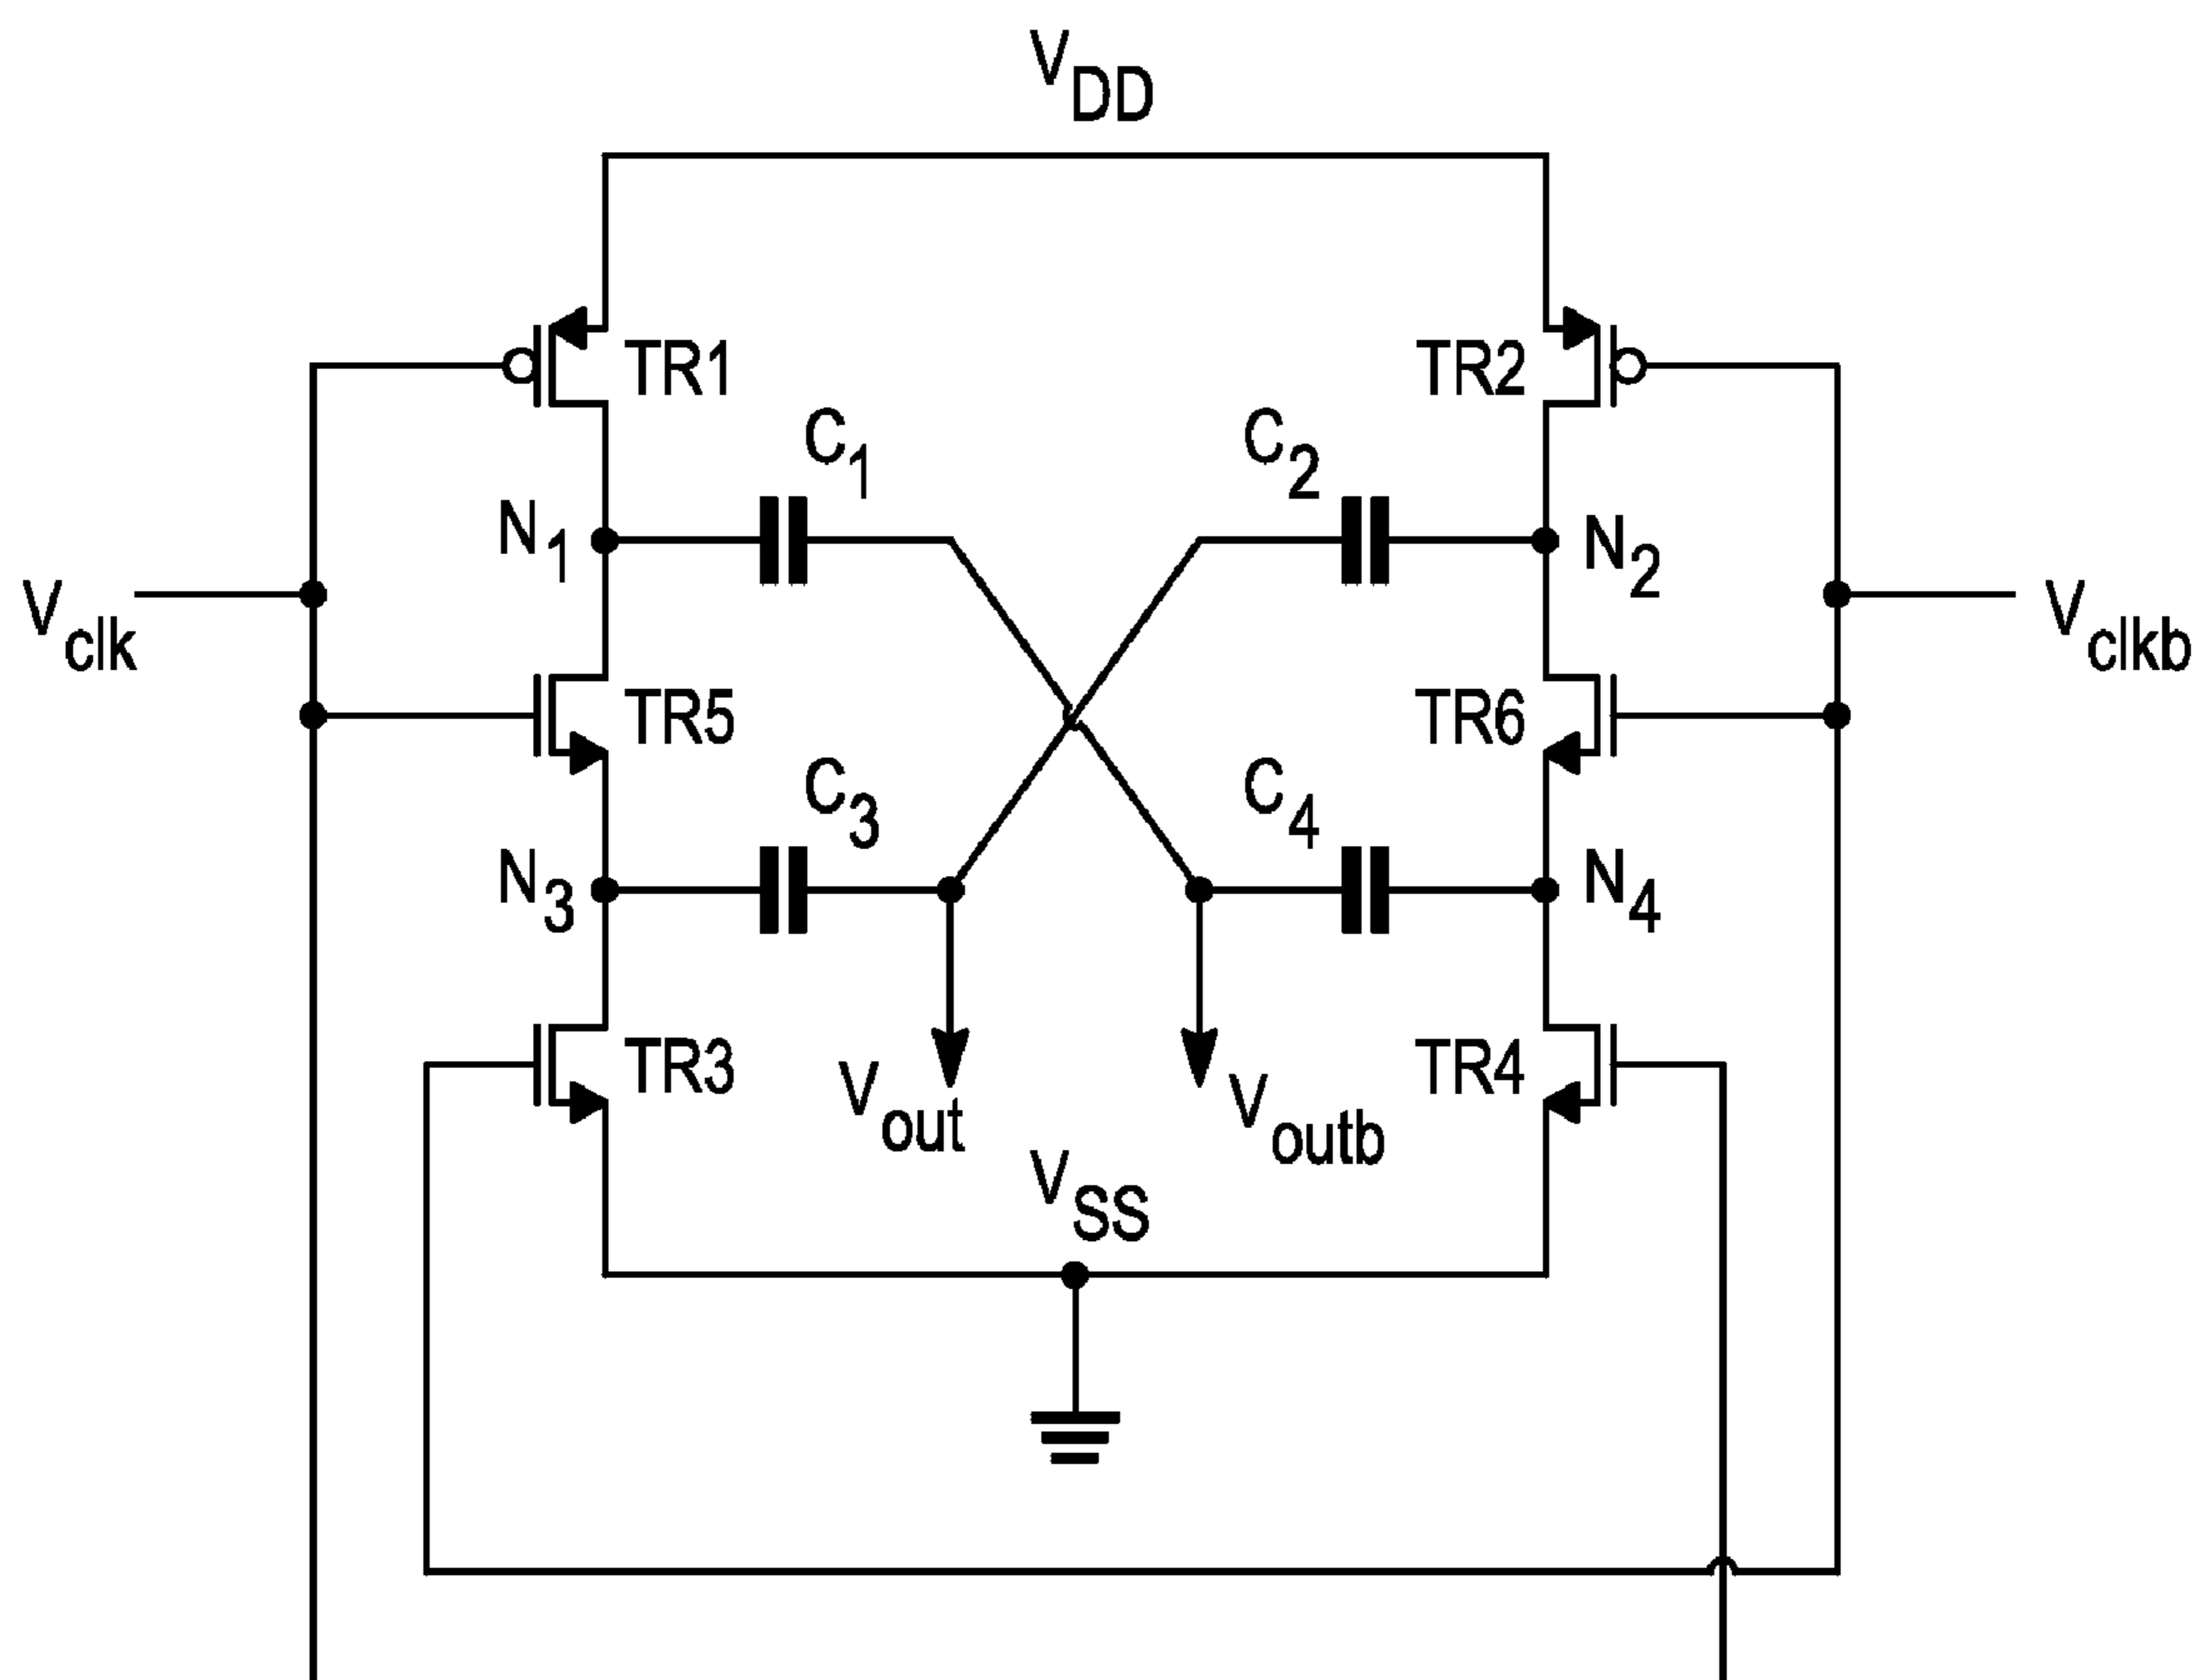 VDD
TR1
TR2
C1
C2
N1
N2
Vclk
Vclkb
TR5
TR6
C3
C4
N3
N4
TR3
TR4
Vout
Voutb
VSS